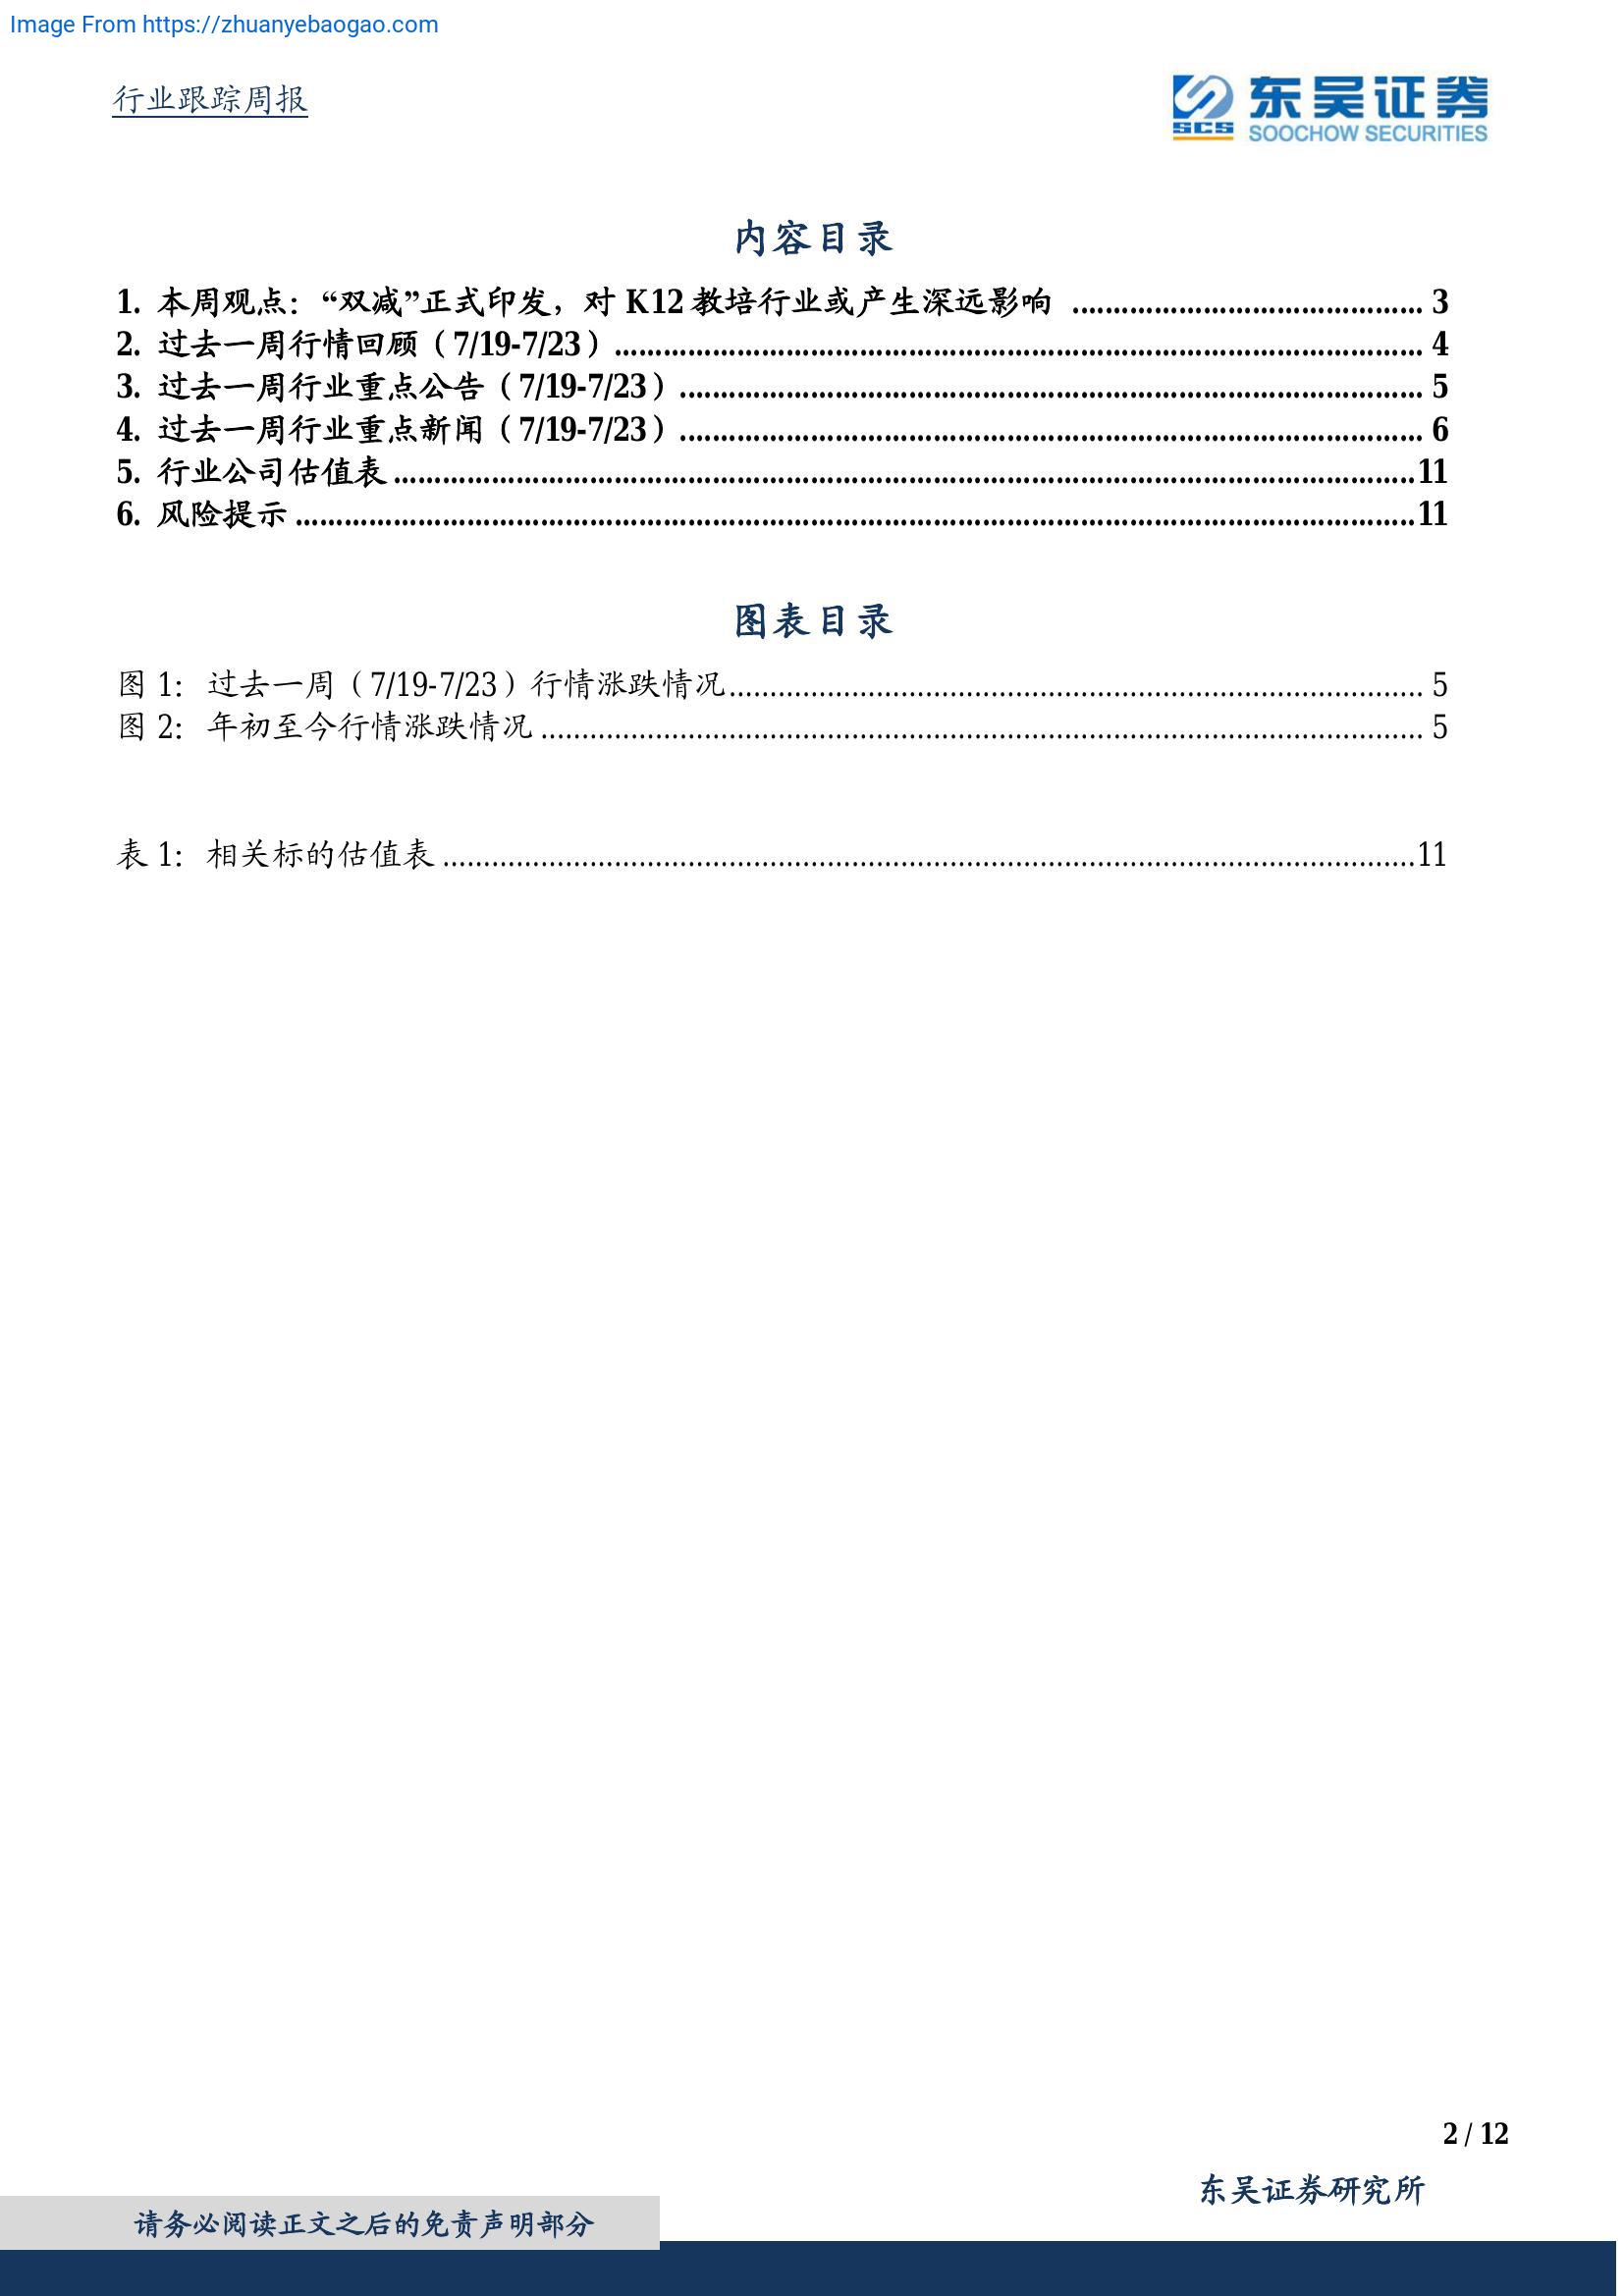 Image From https://zhuanyebaogao.com
行业跟踪周报
东吴证券
SCS
SOOCHOW SECURITIES
内容目录
1. 本周观点：“双减”正式印发，对 K12 教培行业或产生深远影响 ........................................... 3
2. 过去一周行情回顾（7/19-7/23）................................................................................................... 4
3. 过去一周行业重点公告（7/19-7/23）........................................................................................... 5
4. 过去一周行业重点新闻（7/19-7/23）........................................................................................... 6
5. 行业公司估值表.............................................................................................................................11
6. 风险提示.........................................................................................................................................11
图表目录
图 1： 过去一周（7/19-7/23）行情涨跌情况..................................................................................... 5
图 2： 年初至今行情涨跌情况............................................................................................................ 5
表 1： 相关标的估值表.......................................................................................................................11
2 / 12
东吴证券研究所
请务必阅读正文之后的免责声明部分